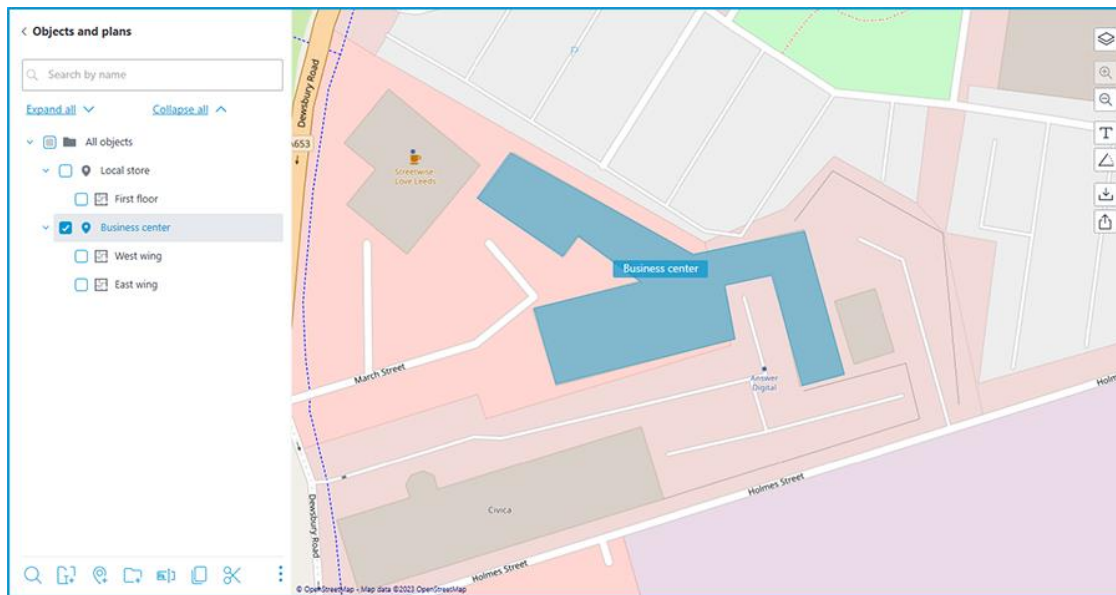 Objects and plans
Search by name
Expand all
Collapse all
All objects
Local store
First floor
Business center
West wing
East wing
Dewsbury Road
A653
Streetwise
Love Leeds
Business center
March Street
Answer
Digital
Holmes Street
Civica
Dewsbury Road
Holmes Street
© OpenStreetMap - Map data ©2023 OpenStreetMap